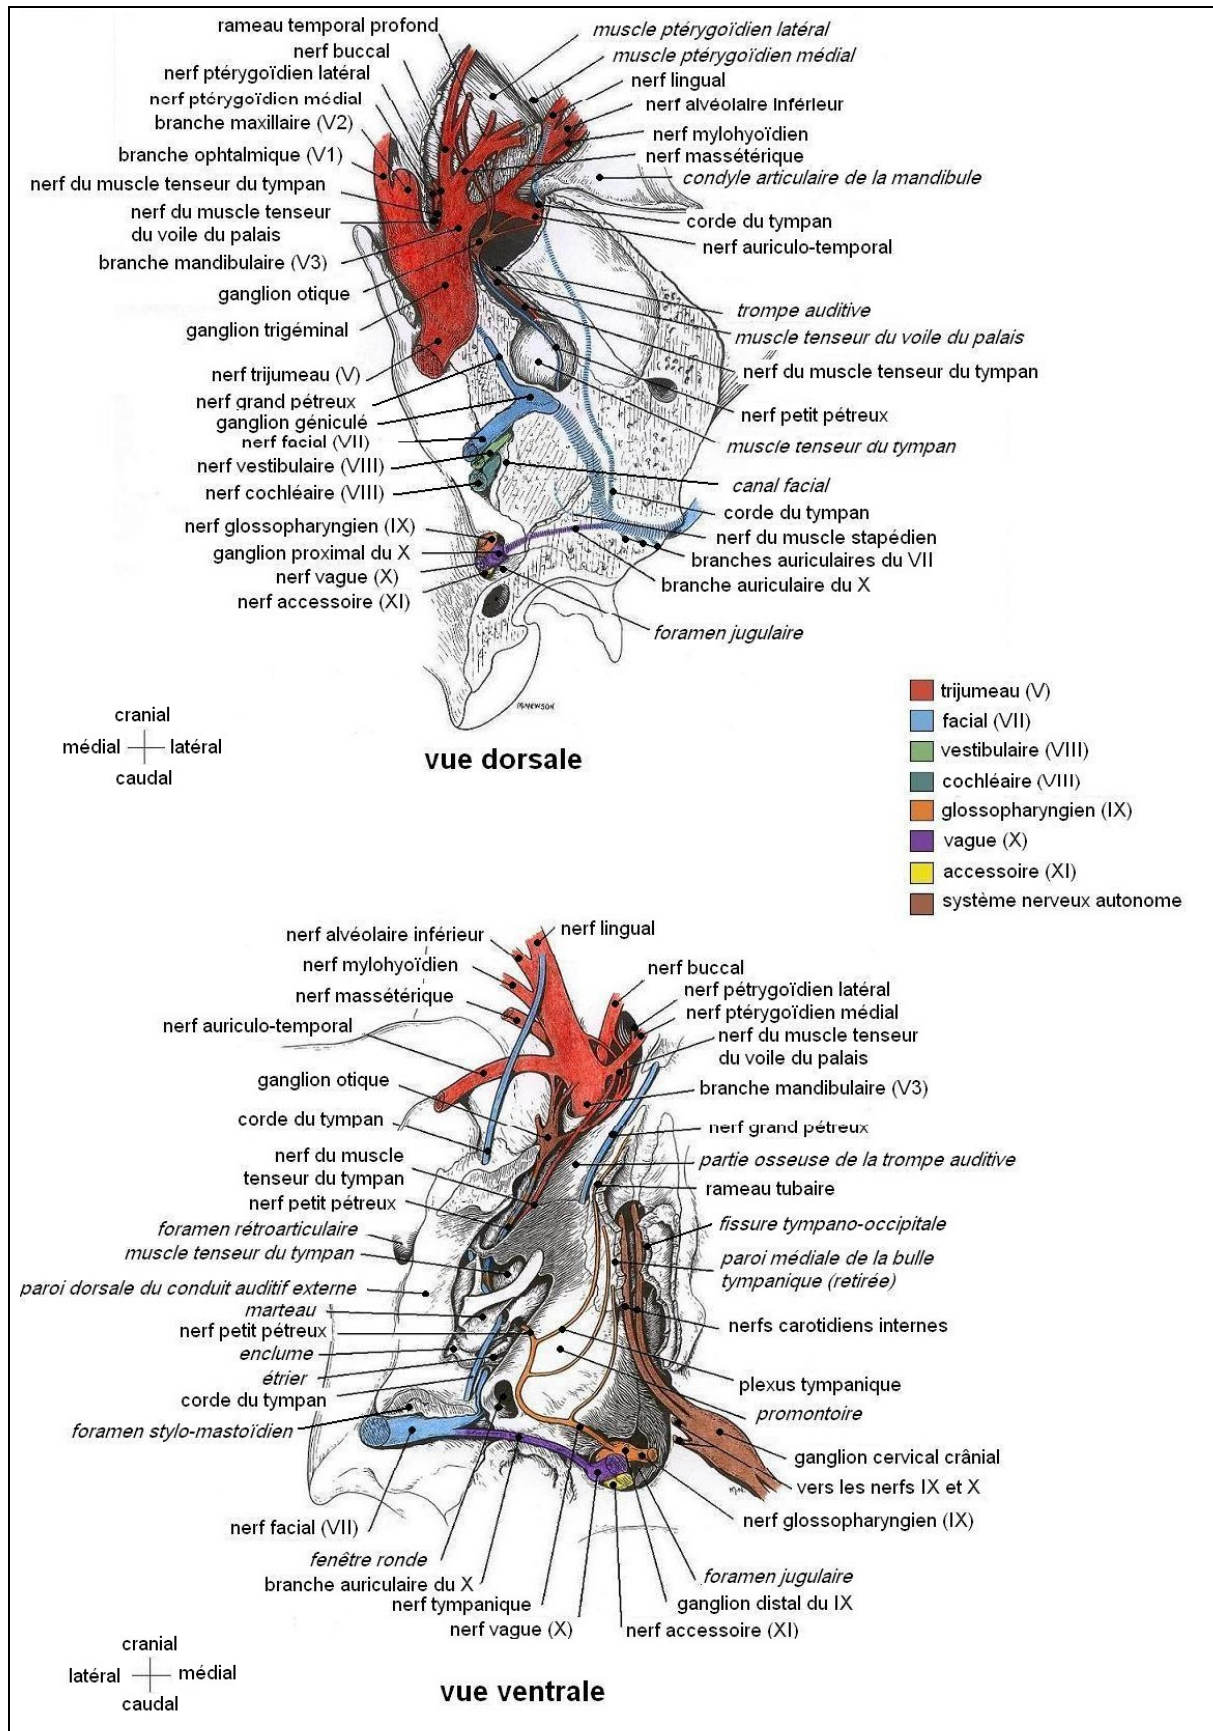 rameau temporal profond
nerf buccal
nerf ptérygoïdien latéral
nerf ptérygoïdien médial
branche maxillaire (V2)
branche ophtalmique (V1)
nerf du muscle tenseur du tympan
nerf du muscle tenseur
du voile du palais
branche mandibulaire (V3)
ganglion otique
ganglion trigéminal
nerf trijumeau (V)
nerf grand pétreux
ganglion géniculé
nerf facial (VII)
nerf vestibulaire (VIII)
nerf cochléaire (VIII)
nerf glossopharyngien (IX)
ganglion proximal du X
nerf vague (X)
nerf accessoire (XI)
muscle ptérygoïdien latéral
muscle ptérygoïdien médial
nerf lingual
nerf alvéolaire inférieur
nerf mylohyoïdien
nerf massétérique
condyle articulaire de la mandibule
corde du tympan
nerf auriculo-temporal
trompe auditive
muscle tenseur du voile du palais
nerf du muscle tenseur du tympan
nerf petit pétreux
muscle tenseur du tympan
canal facial
corde du tympan
nerf du muscle stapédien
branches auriculaires du VII
branche auriculaire du X
foramen jugulaire
M.NEWSON
cranial
médial latéral
caudal
vue dorsale
trijumeau (V)
facial (VII)
vestibulaire (VIII)
cochléaire (VIII)
glossopharyngien (IX)
vague (X)
accessoire (XI)
système nerveux autonome
nerf alvéolaire inférieur
nerf mylohyoïdien
nerf massétérique
nerf auriculo-temporal
ganglion otique
corde du tympan
nerf du muscle
tenseur du tympan
nerf petit pétreux
foramen rétroarticulaire
muscle tenseur du tympan
paroi dorsale du conduit auditif externe
marteau
nerf petit pétreux
enclume
étrier
corde du tympan
foramen stylo-mastoïdien
nerf facial (VII)
fenêtre ronde
branche auriculaire du X
nerf tympanique
nerf vague (X)
nerf lingual
nerf buccal
nerf pétrygoïdien latéral
nerf ptérygoïdien médial
nerf du muscle tenseur
du voile du palais
branche mandibulaire (V3)
nerf grand pétreux
partie osseuse de la trompe auditive
rameau tubaire
fissure tympano-occipitale
paroi médiale de la bulle
tympanique (retirée)
nerfs carotidiens internes
plexus tympanique
promontoire
ganglion cervical crânial
vers les nerfs IX et X
nerf glossopharyngien (IX)
foramen jugulaire
ganglion distal du IX
nerf accessoire (XI)
cranial
latéral médial
caudal
vue ventrale